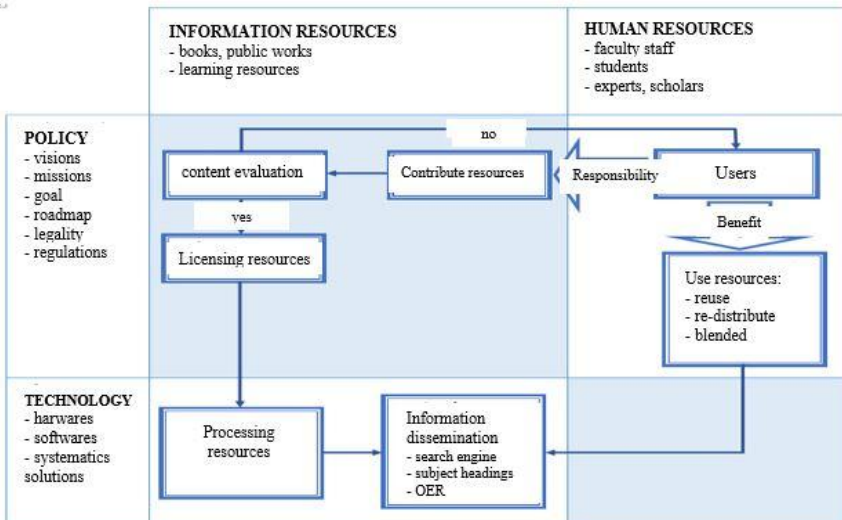 INFORMATION RESOURCES
- books, public works
- learning resources
HUMAN RESOURCES
- faculty staff
- students
- experts, scholars
POLICY
- visions
- missions
- goal
- roadmap
- legality
- regulations
no
content evaluation
Contribute resources
Responsibility
Users
yes
Benefit
Licensing resources
Use resources:
- reuse
- re-distribute
- blended
TECHNOLOGY
- harwares
- softwares
- systematics
solutions
Processing
resources
Information
dissemination
- search engine
- subject headings
- OER